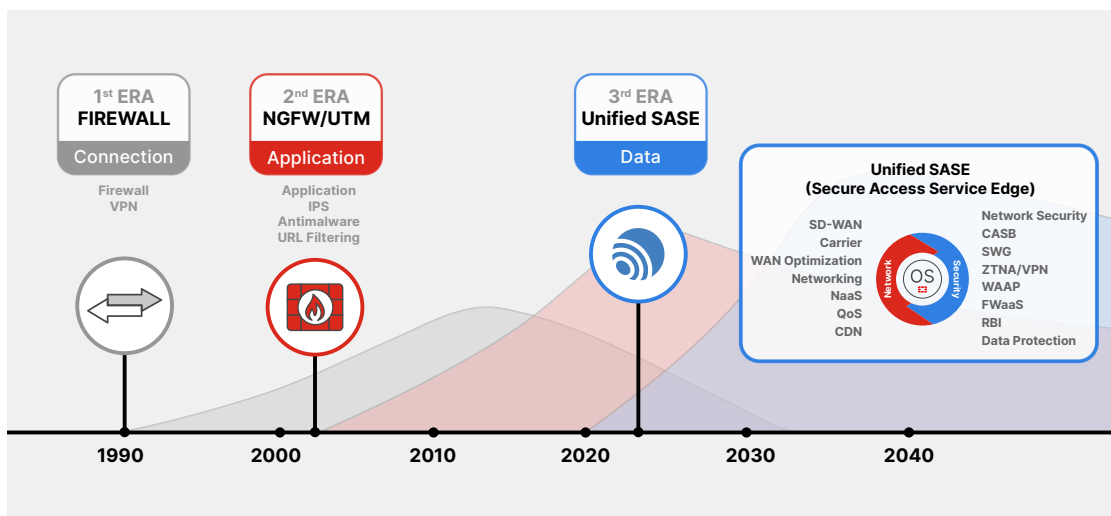 1st ERA
FIREWALL
Connection
Firewall
VPN
2nd ERA
NGFW/UTM
Application
Application
IPS
Antimalware
URL Filtering
3rd ERA
Unified SASE
Data
Unified SASE
(Secure Access Service Edge)
SD-WAN
Carrier
WAN Optimization
Networking
NaaS
QoS
CDN
Network
OS
Security
Network Security
CASB
SWG
ZTNA/VPN
WAAP
FWaaS
RBI
Data Protection
1990
2000
2010
2020
2030
2040